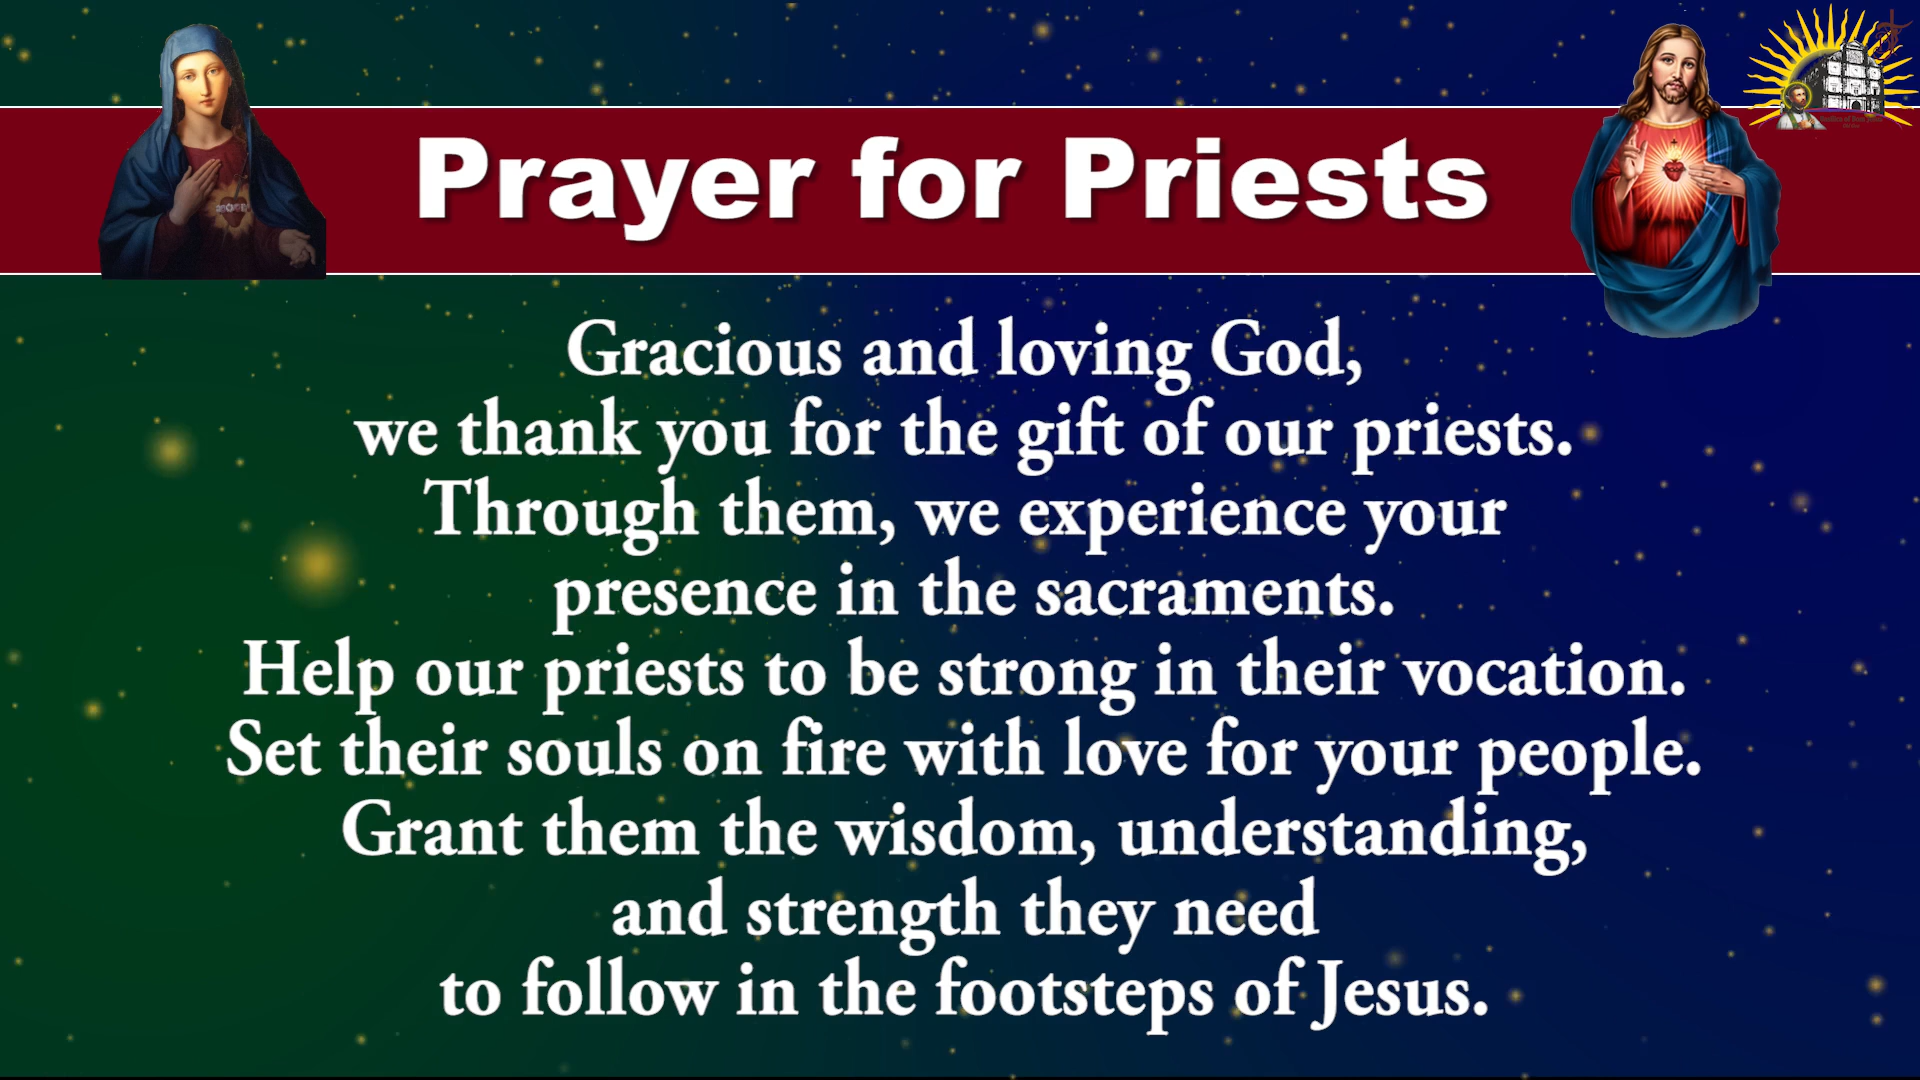 Prayer for Priests
Gracious and loving God,
we thank you for the gift of our priests.
Through them, we experience your
presence in the sacraments.
Help our priests to be strong in their vocation.
Set their souls on fire with love for your people.
Grant them the wisdom, understanding,
and strength they need
to follow in the footsteps of Jesus.